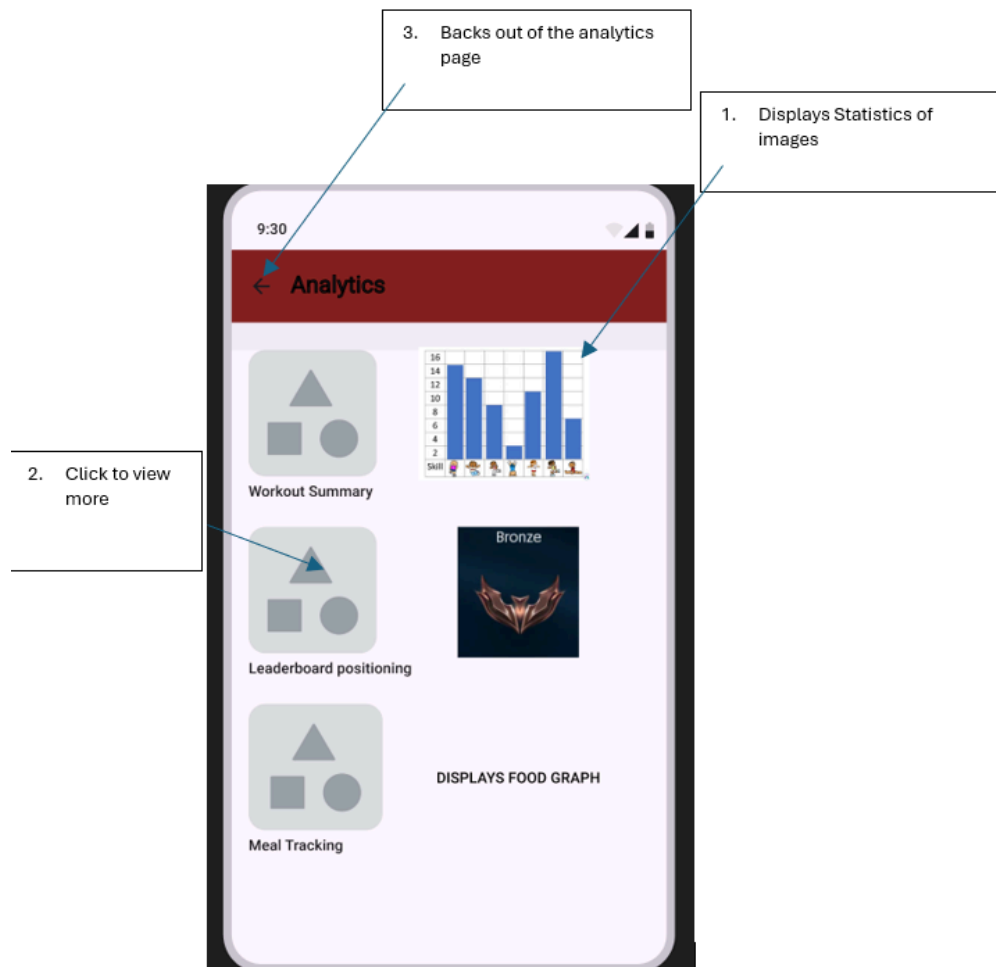 3. Backs out of the analytics
page
1. Displays Statistics of
images
9:30
Analytics
16
14
12
10
8
6
4
2
Skill
Workout Summary
2. Click to view
more
Bronze
Leaderboard positioning
DISPLAYS FOOD GRAPH
Meal Tracking